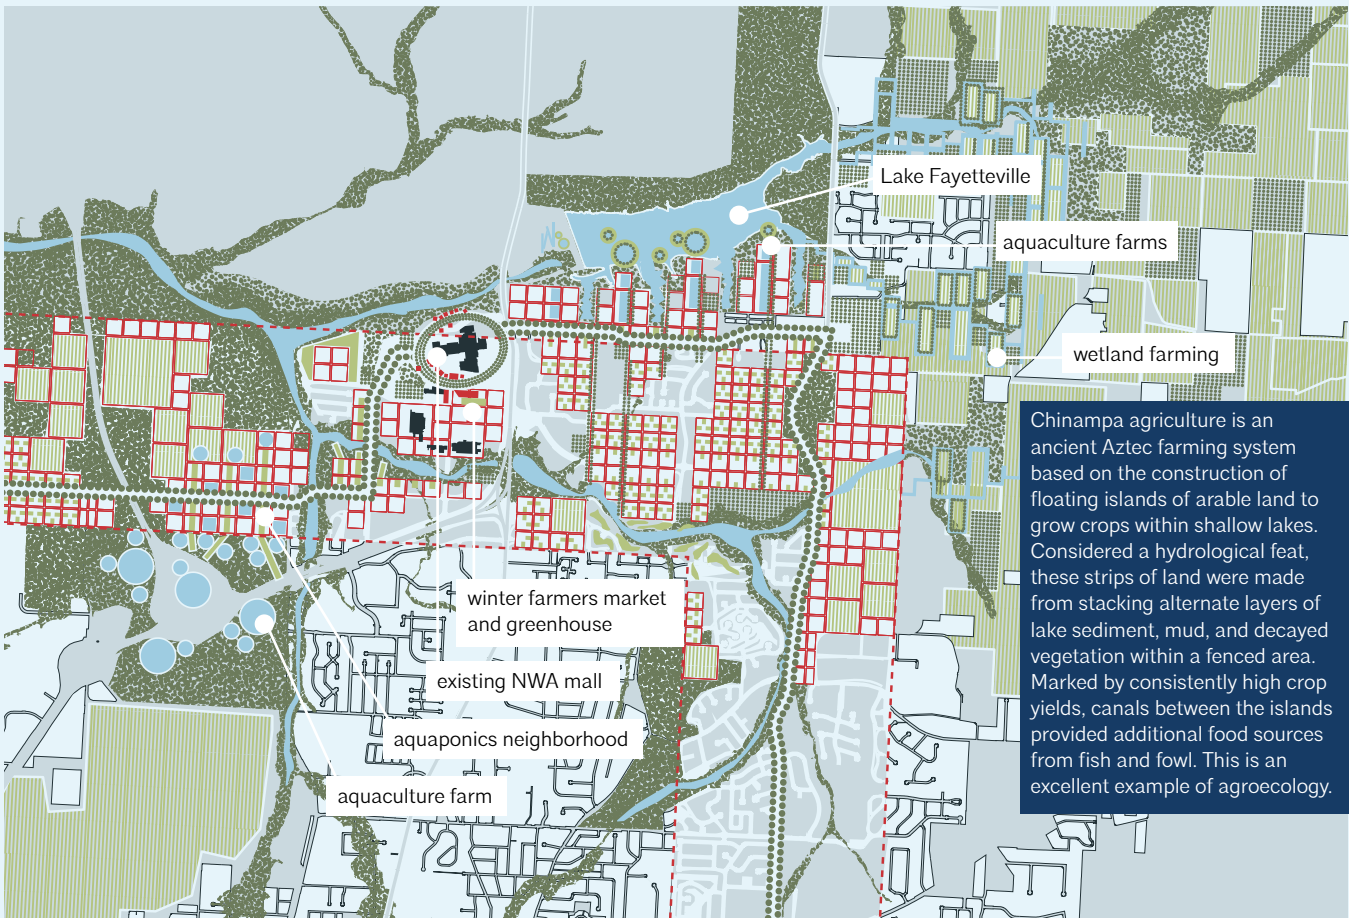 Lake Fayetteville
aquaculture farms
wetland farming
Chinampa agriculture is an
ancient Aztec farming system
based on the construction of
floating islands of arable land to
grow crops within shallow lakes.
Considered a hydrological feat,
these strips of land were made
from stacking alternate layers of
lake sediment, mud, and decayed
vegetation within a fenced area.
Marked by consistently high crop
yields, canals between the islands
provided additional food sources
from fish and fowl. This is an
excellent example of agroecology.
winter farmers market
and greenhouse
existing NWA mall
aquaponics neighborhood
aquaculture farm